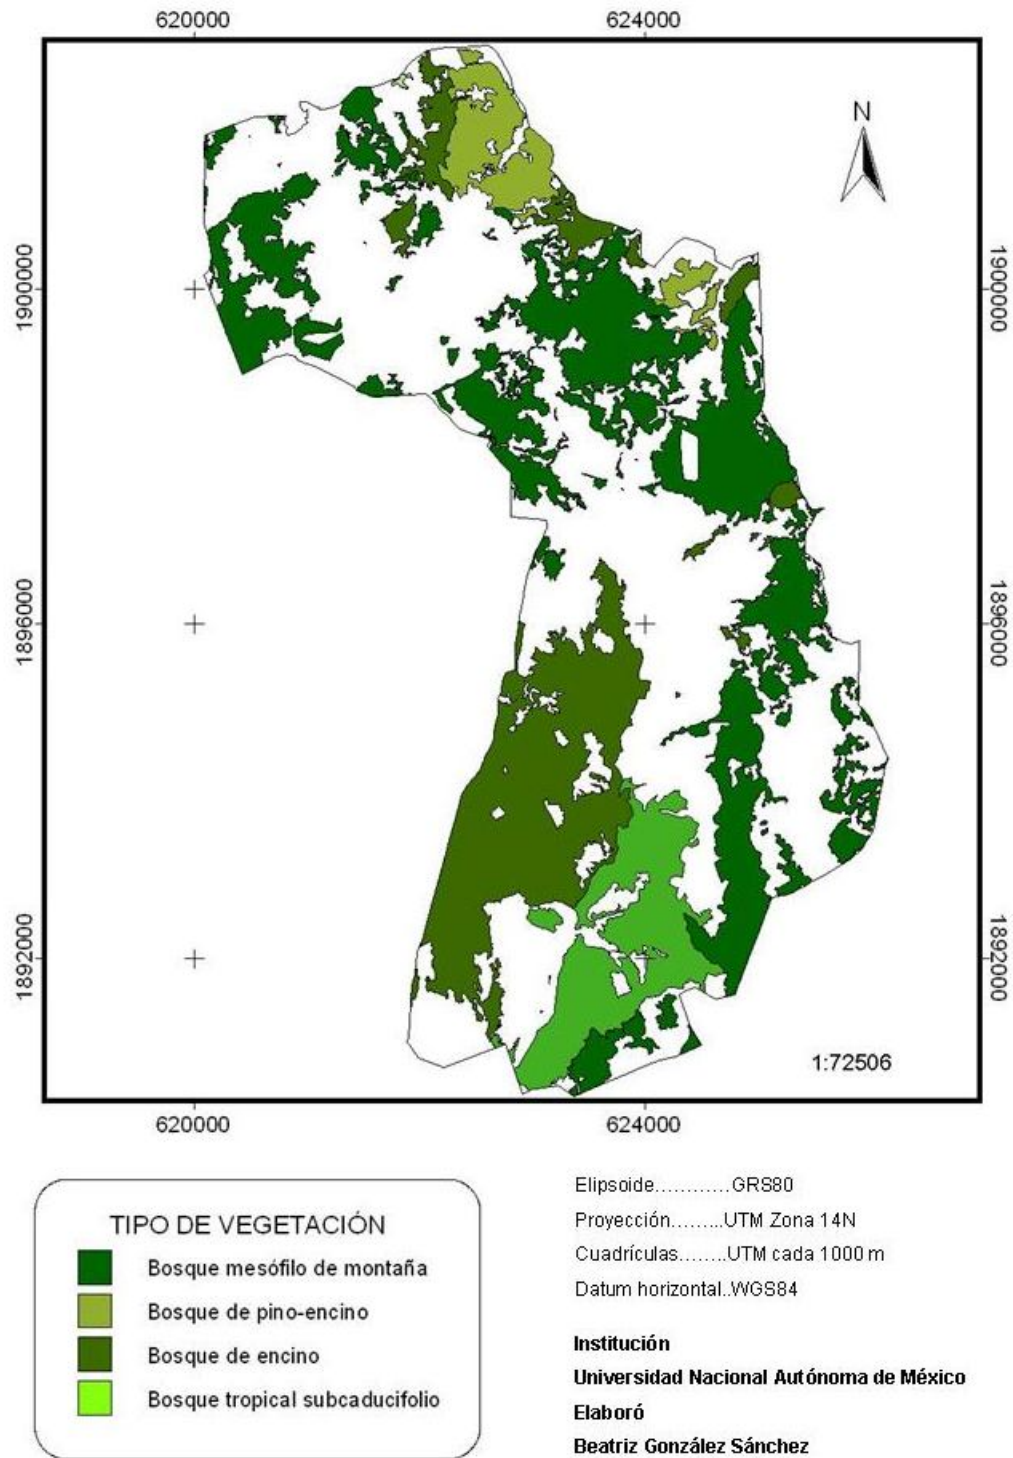 620000 624000
N
1900000 1900000
1896000 1896000
1892000 1892000
1:72506
620000 624000
TIPO DE VEGETACIÓN
Bosque mesófilo de montaña
Bosque de pino-encino
Bosque de encino
Bosque tropical subcaducifolio
Elipsoide............GRS80
Proyección.........UTM Zona 14N
Cuadrículas........UTM cada 1000 m
Datum horizontal..WGS84
Institución
Universidad Nacional Autónoma de México
Elaboró
Beatriz González Sánchez